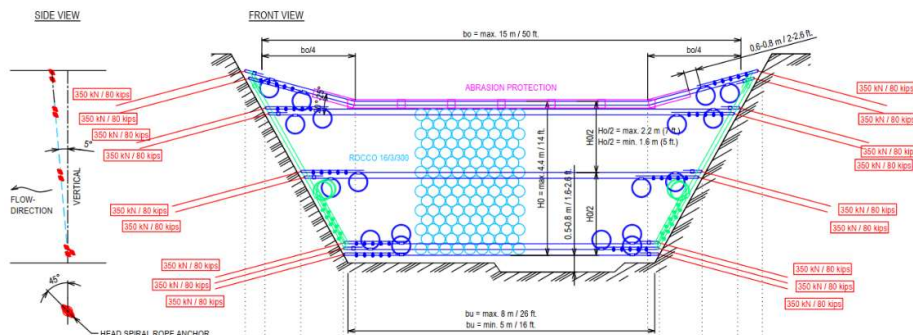 SIDE VIEW
FRONT VIEW
bo = max. 15 m / 50 ft.
0.6-0.8 m / 2-2.6 ft.
bo/4
bo/4
ABRASION PROTECTION
350 kN / 80 kips
350 kN / 80 kips
350 kN / 80 kips
350 kN / 80 kips
350 kN / 80 kips
350 kN / 80 kips
350 kN / 80 kips
350 kN / 80 kips
5°
VERTICAL
FLOW-
DIRECTION
ROCCO 16/3/300
H0 = max. 4.4 m / 14 ft.
H0/2
Ho/2 = max. 2.2 m (7 ft.)
Ho/2 = min. 1.6 m (5 ft.)
0.5-0.8 m / 1.6-2.6 ft.
H0/2
350 kN / 80 kips
350 kN / 80 kips
350 kN / 80 kips
350 kN / 80 kips
350 kN / 80 kips
350 kN / 80 kips
350 kN / 80 kips
350 kN / 80 kips
350 kN / 80 kips
350 kN / 80 kips
45°
HEAD SPIRAL ROPE ANCHOR
bu = max. 8 m / 26 ft.
bu = min. 5 m / 16 ft.